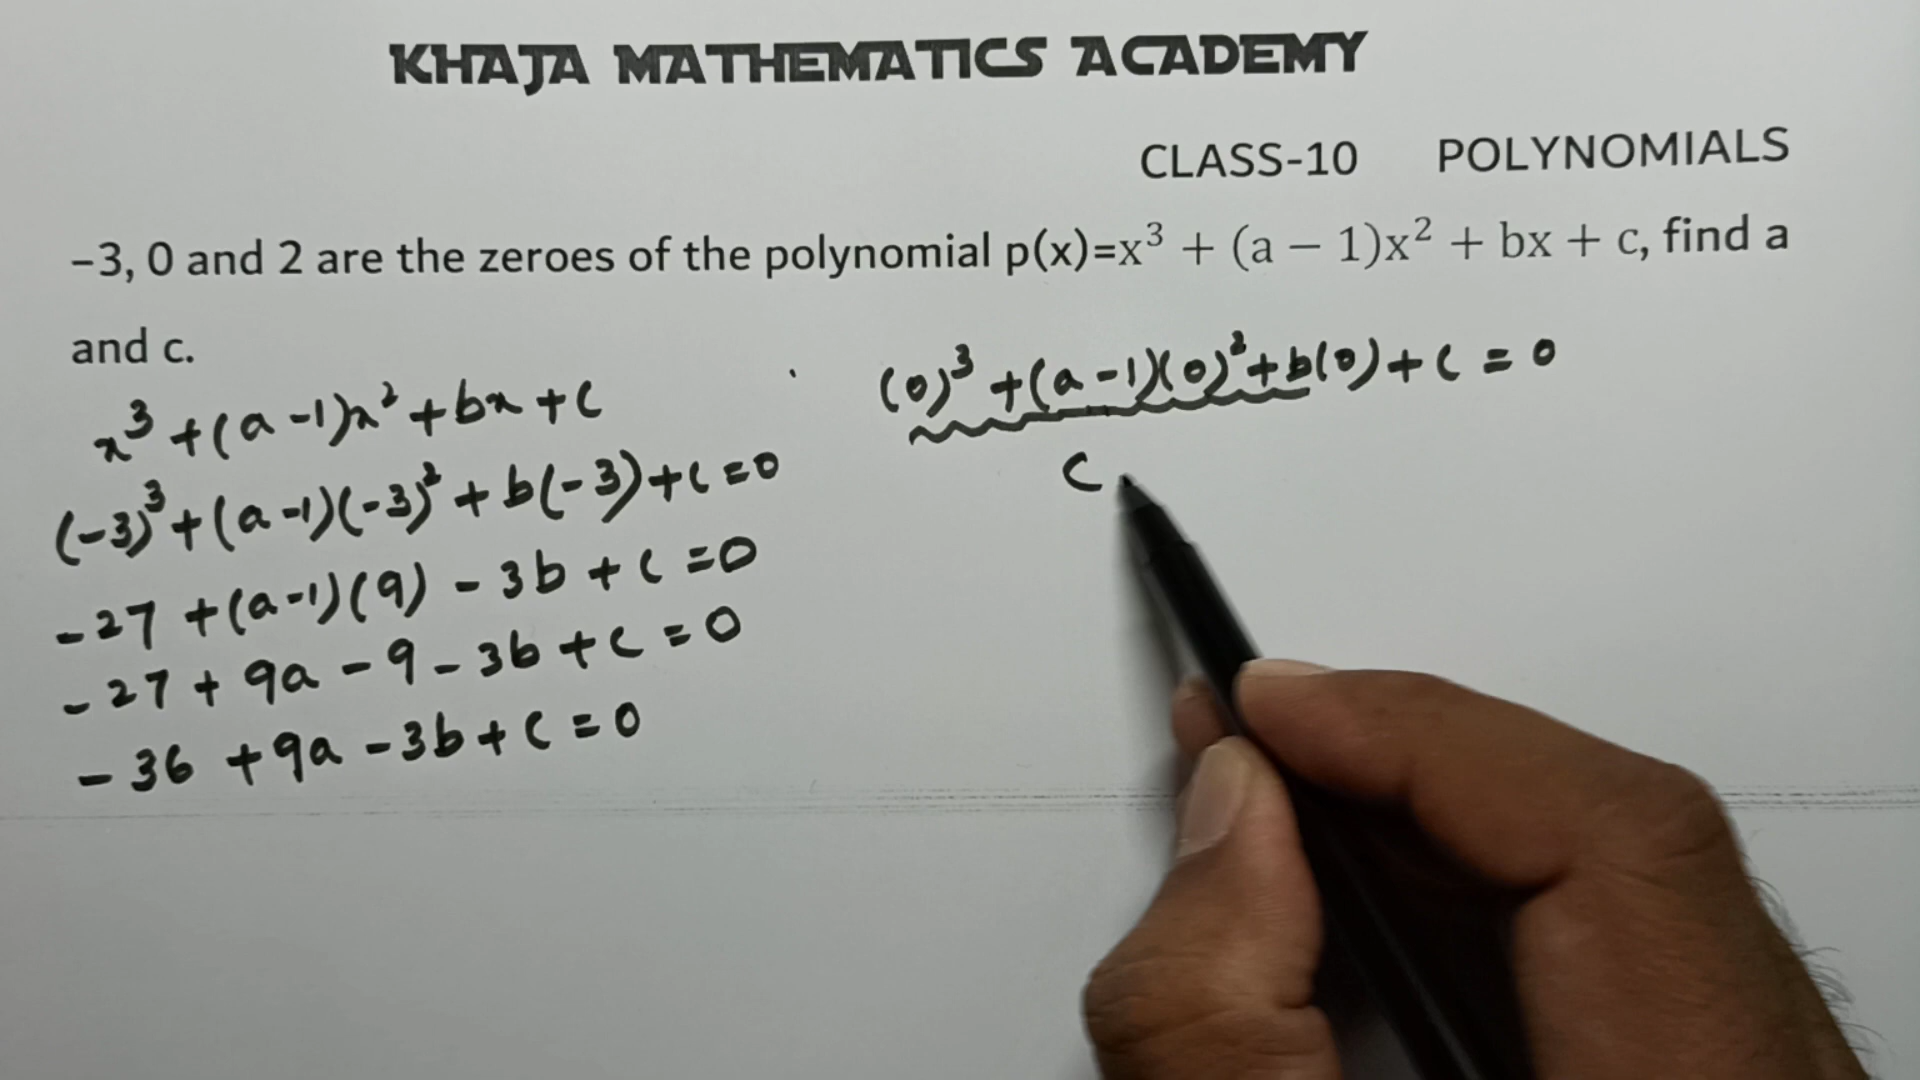 KHAJA MATHEMATICS ACADEMY
CLASS-10 POLYNOMIALS
−3, 0 and 2 are the zeroes of the polynomial p(x)=x³ + (a − 1)x² + bx + c, find a
and c.
x³ + (a - 1)x² + bx + c
(-3)³ + (a - 1)(-3)² + b(-3) + c = 0
- 27 + (a - 1)(9) - 3b + c = 0
- 27 + 9a - 9 - 3b + c = 0
- 36 + 9a - 3b + c = 0
(0)³ + (a - 1)(0)² + b(0) + c = 0
c